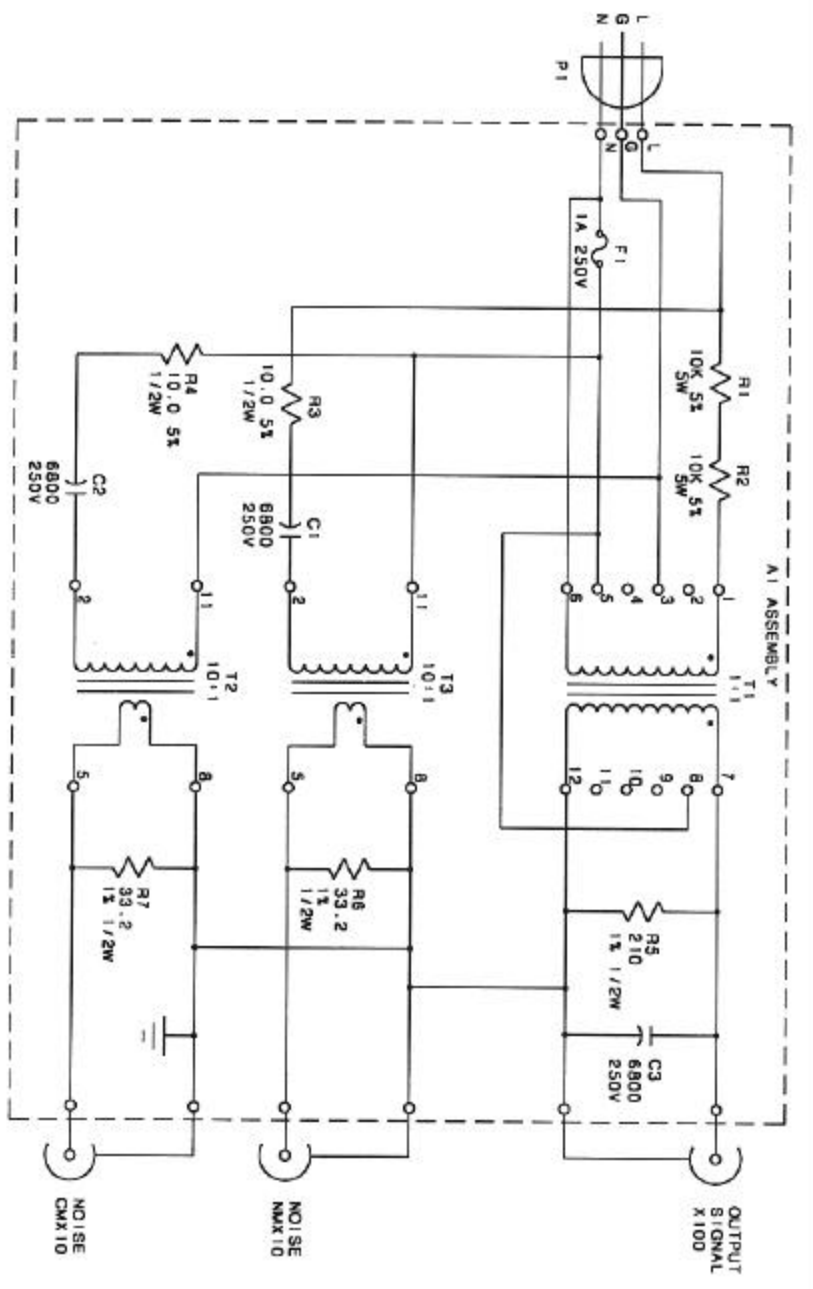 L
G
N
P1
L
G
N
F1
1A 250V
R1
10K 5%
5W
R2
10K 5%
5W
A1 ASSEMBLY
1
2
3
4
5
6
T1
1:1
7
8
9
10
11
12
R5
210
1% 1/2W
C3
6800
250V
OUTPUT
SIGNAL
X100
R3
10.0 5%
1/2W
C1
6800
250V
11
2
T3
10:1
8
5
R6
33.2
1%
1/2W
NOISE
NMX10
R4
10.0 5%
1/2W
C2
6800
250V
11
2
T2
10:1
8
5
R7
33.2
1% 1/2W
NOISE
CMX10